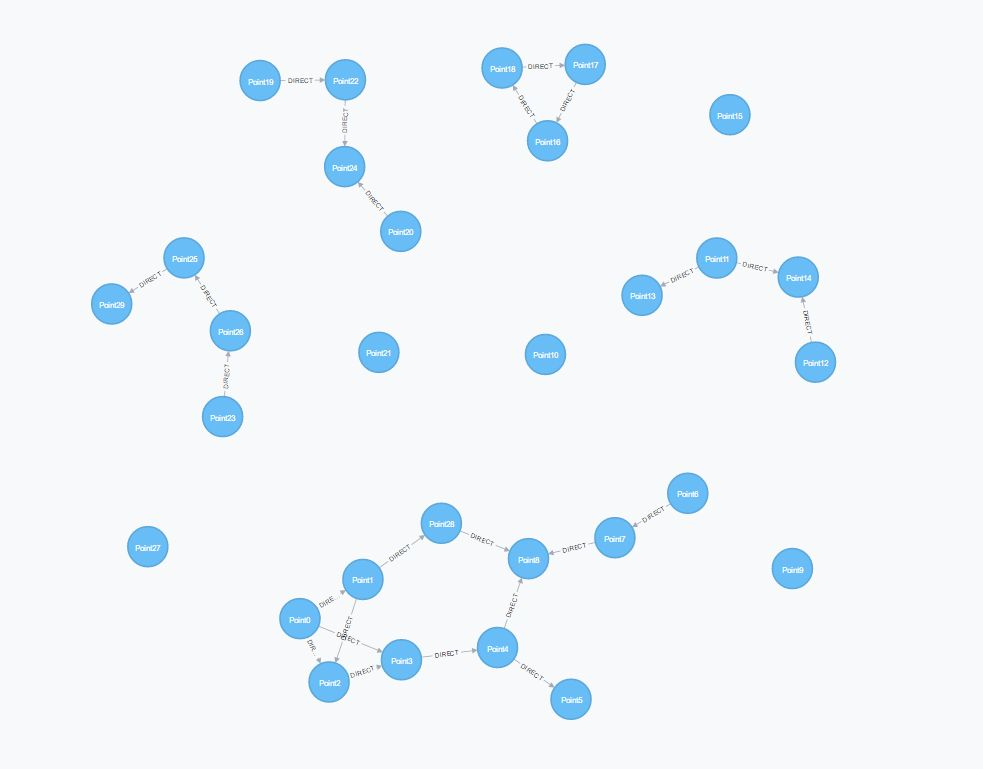 Point18 DIRECT Point17
Point19 DIRECT Point22
DIRECT
DIRECT
Point15
DIRECT
Point16
Point24
DIRECT
Point20
Point25
Point11
DIRECT
Point14
DIRECT
DIRECT
Point13
DIRECT
Point29
DIRECT
Point26
Point21
Point10
Point12
DIRECT
Point23
Point6
DIRECT
Point28
DIRECT
Point7
Point27
DIRECT
DIRECT
Point8
Point9
Point1
DIRE...
DIRECT
Point0
DIRECT
DIRECT
DIR...
Point4
DIRECT
Point3
DIRECT
DIRECT
Point2
Point5